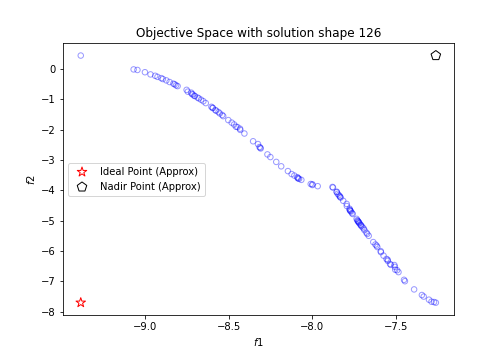 Objective Space with solution shape 126
f2
0
−1
−2
−3
−4
−5
−6
−7
−8
Ideal Point (Approx)
Nadir Point (Approx)
−9.0
−8.5
−8.0
−7.5
f1